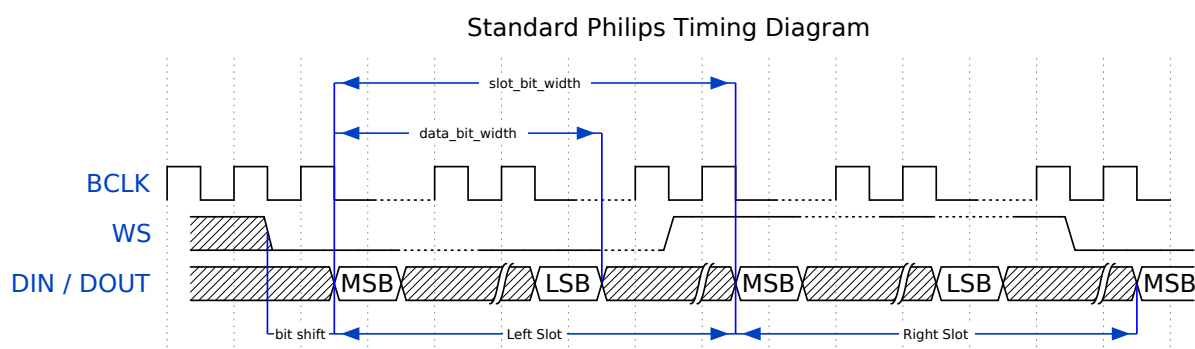 Standard Philips Timing Diagram
slot_bit_width
data_bit_width
BCLK
WS
DIN / DOUT
MSB
LSB
MSB
LSB
MSB
bit shift
Left Slot
Right Slot